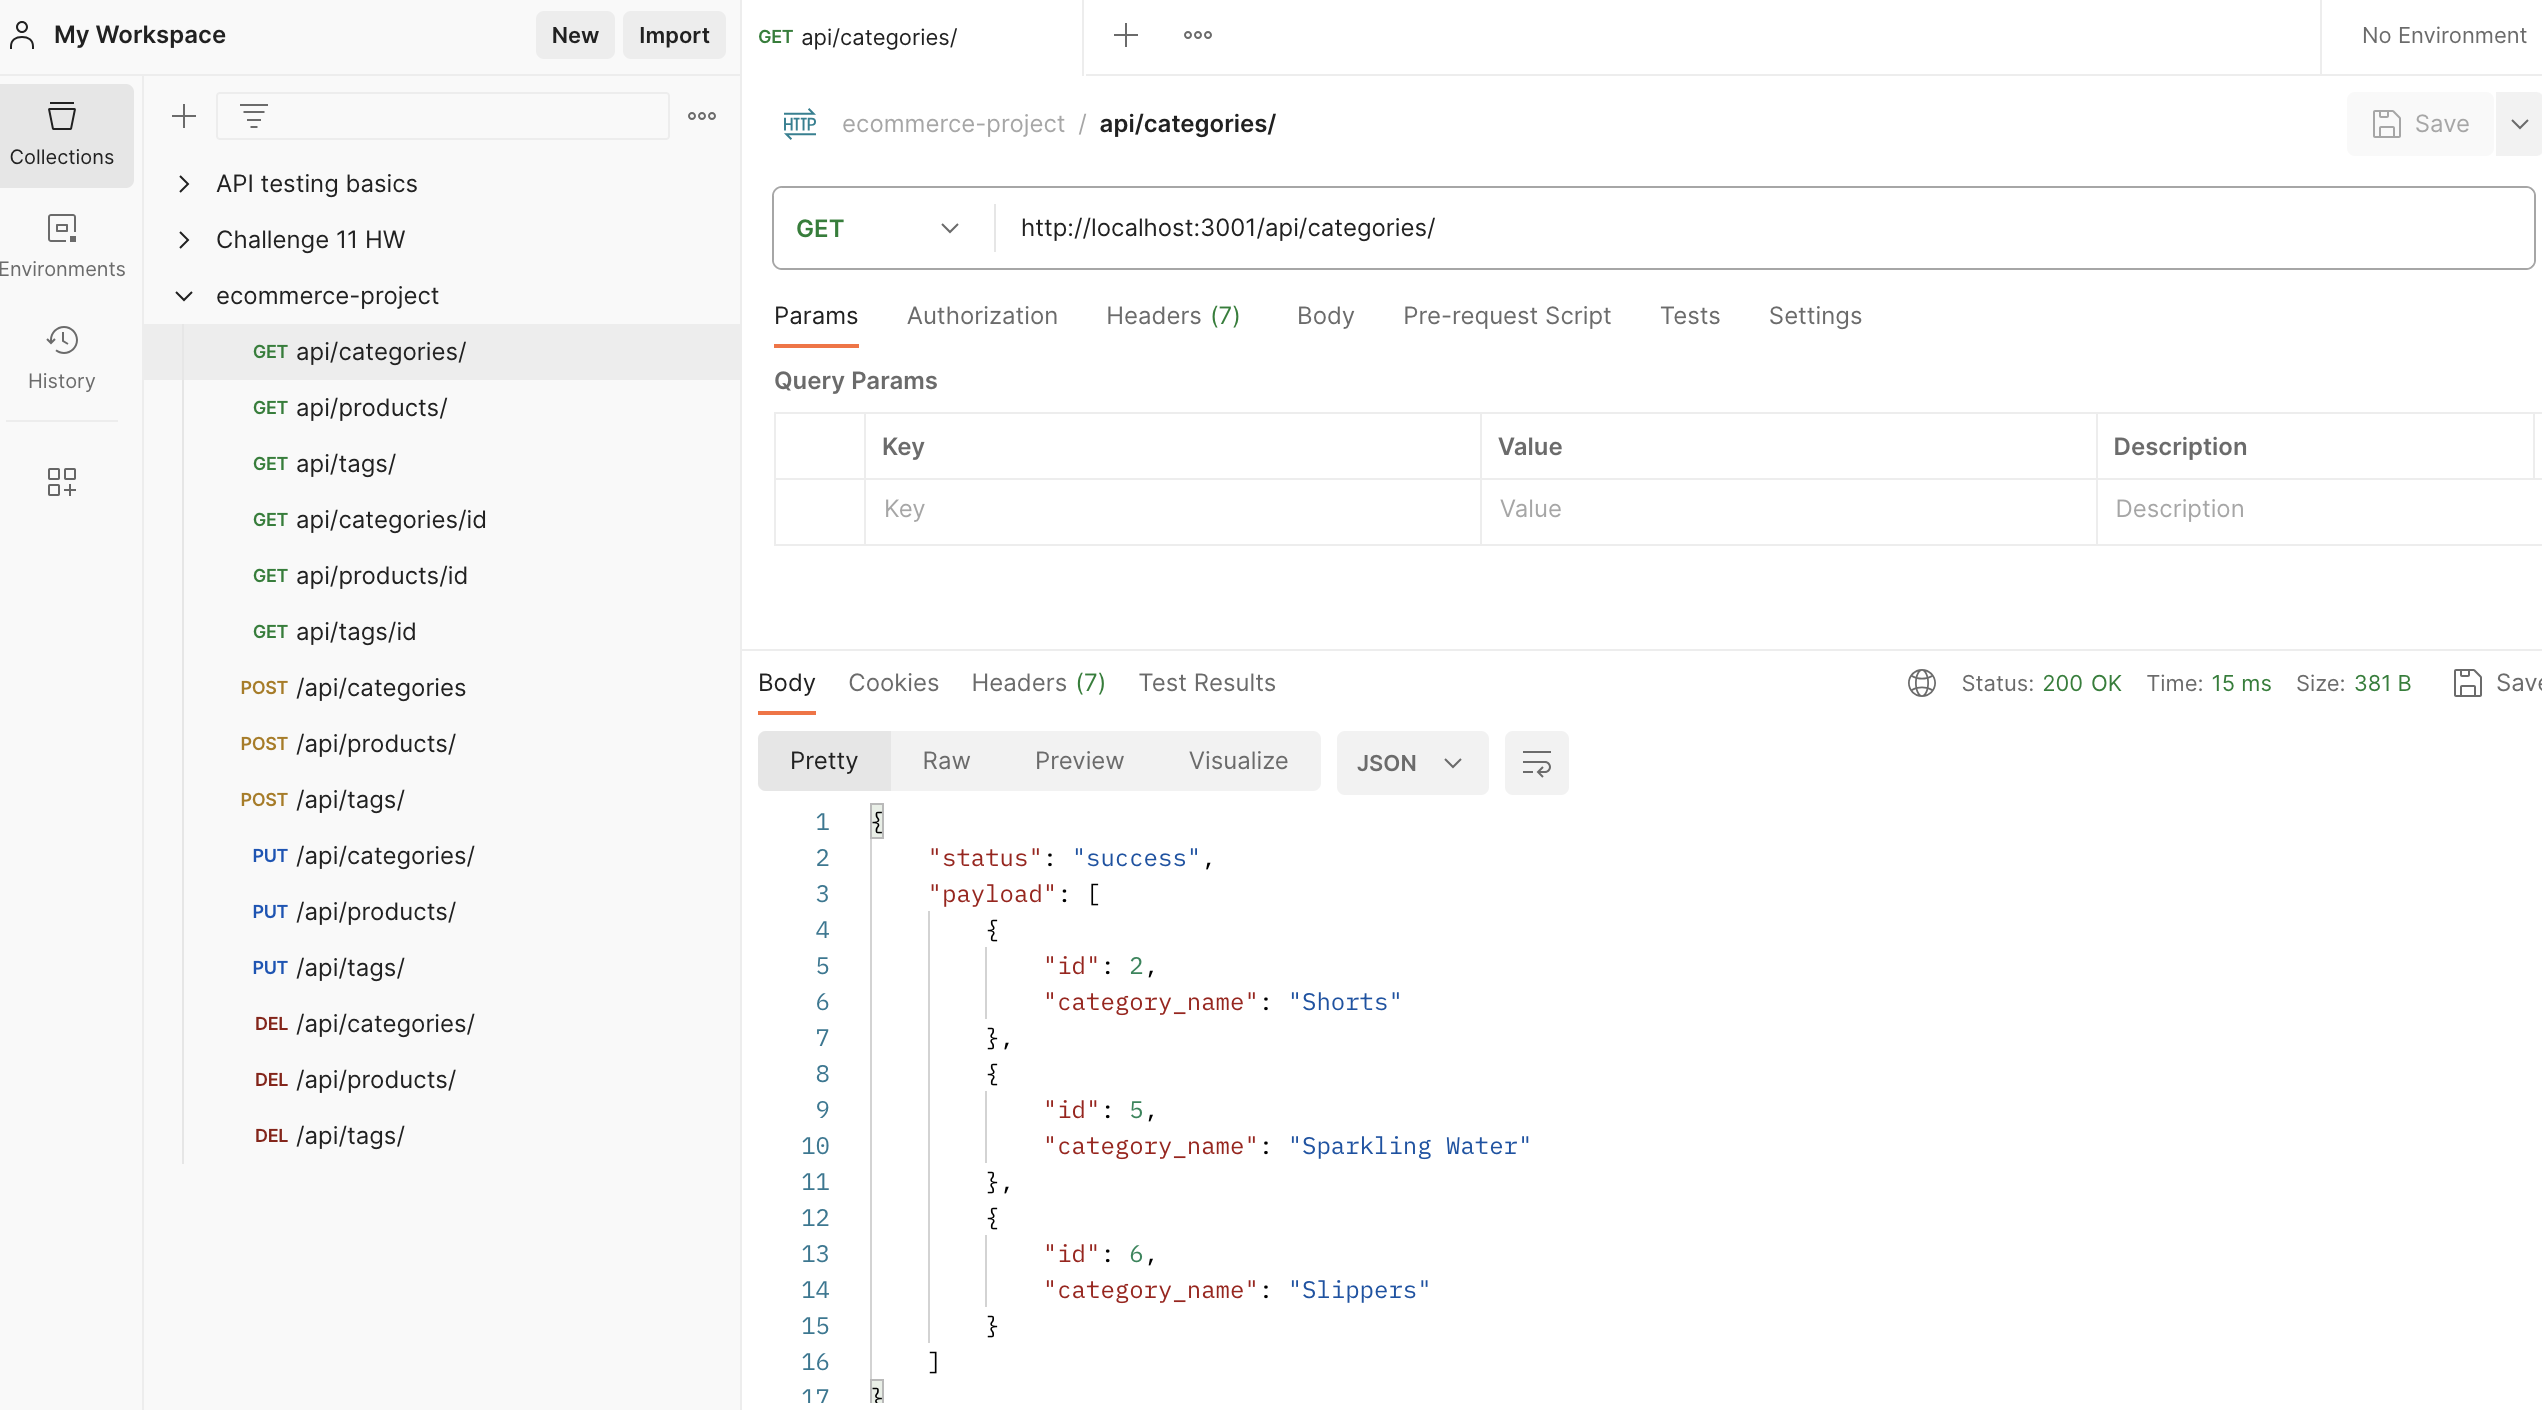 My Workspace
New
Import
Collections
Environments
History
API testing basics
Challenge 11 HW
ecommerce-project
GET api/categories/
GET api/products/
GET api/tags/
GET api/categories/id
GET api/products/id
GET api/tags/id
POST /api/categories
POST /api/products/
POST /api/tags/
PUT /api/categories/
PUT /api/products/
PUT /api/tags/
DEL /api/categories/
DEL /api/products/
DEL /api/tags/
GET api/categories/
No Environment
HTTP ecommerce-project / api/categories/
Save
GET http://localhost:3001/api/categories/
Params Authorization Headers (7) Body Pre-request Script Tests Settings
Query Params
Key Value Description
Key Value Description
Body Cookies Headers (7) Test Results
Status: 200 OK Time: 15 ms Size: 381 B
Pretty Raw Preview Visualize JSON
1 {
2 "status": "success",
3 "payload": [
4 {
5 "id": 2,
6 "category_name": "Shorts"
7 },
8 {
9 "id": 5,
10 "category_name": "Sparkling Water"
11 },
12 {
13 "id": 6,
14 "category_name": "Slippers"
15 }
16 ]
17 }